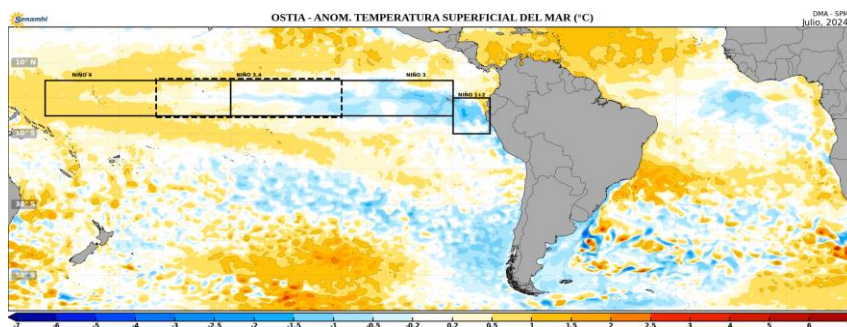 Senamhi
OSTIA - ANOM. TEMPERATURA SUPERFICIAL DEL MAR (°C)
DMA - SPM
Julio, 2024
10° N
NIÑO 4
NIÑO 3.4
NIÑO 3
NIÑO 1+2
10° S
30° S
50° S
-7 -6 -5 -4 -3 -2.5 -2 -1.5 -1 -0.5 -0.2 0.2 0.5 1 1.5 2 2.5 3 4 5 6